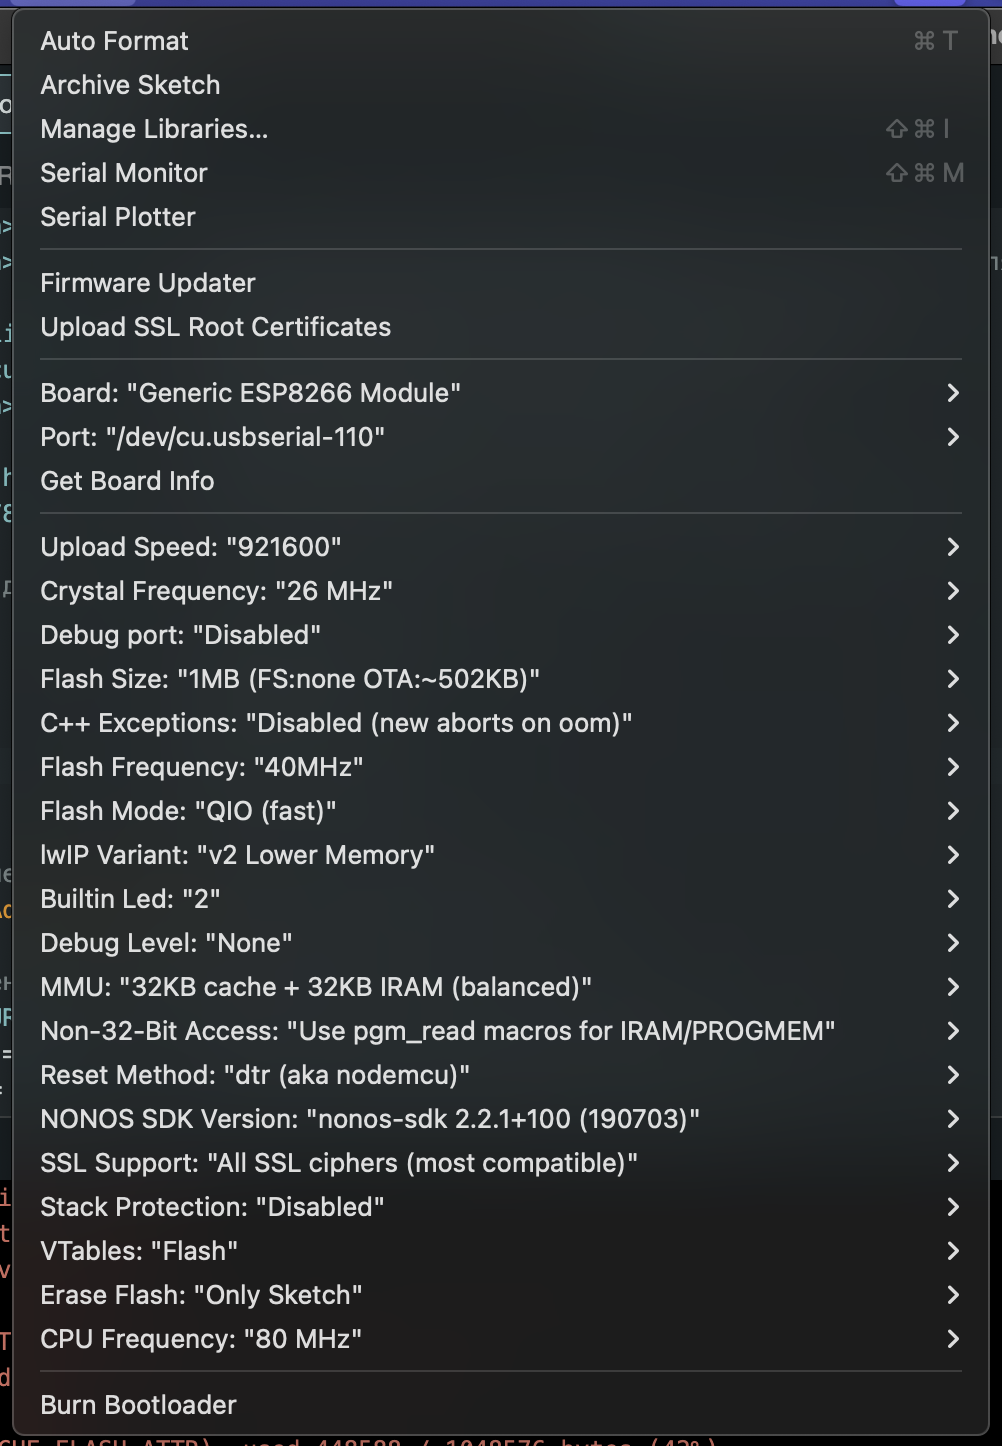 Auto Format ⌘ T
Archive Sketch
Manage Libraries... ⇧ ⌘ I
Serial Monitor ⇧ ⌘ M
Serial Plotter
Firmware Updater
Upload SSL Root Certificates
Board: "Generic ESP8266 Module"
Port: "/dev/cu.usbserial-110"
Get Board Info
Upload Speed: "921600"
Crystal Frequency: "26 MHz"
Debug port: "Disabled"
Flash Size: "1MB (FS:none OTA:~502KB)"
C++ Exceptions: "Disabled (new aborts on oom)"
Flash Frequency: "40MHz"
Flash Mode: "QIO (fast)"
lwIP Variant: "v2 Lower Memory"
Builtin Led: "2"
Debug Level: "None"
MMU: "32KB cache + 32KB IRAM (balanced)"
Non-32-Bit Access: "Use pgm_read macros for IRAM/PROGMEM"
Reset Method: "dtr (aka nodemcu)"
NONOS SDK Version: "nonos-sdk 2.2.1+100 (190703)"
SSL Support: "All SSL ciphers (most compatible)"
Stack Protection: "Disabled"
VTables: "Flash"
Erase Flash: "Only Sketch"
CPU Frequency: "80 MHz"
Burn Bootloader